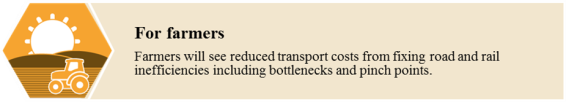 For farmers
Farmers will see reduced transport costs from fixing road and rail
inefficiencies including bottlenecks and pinch points.